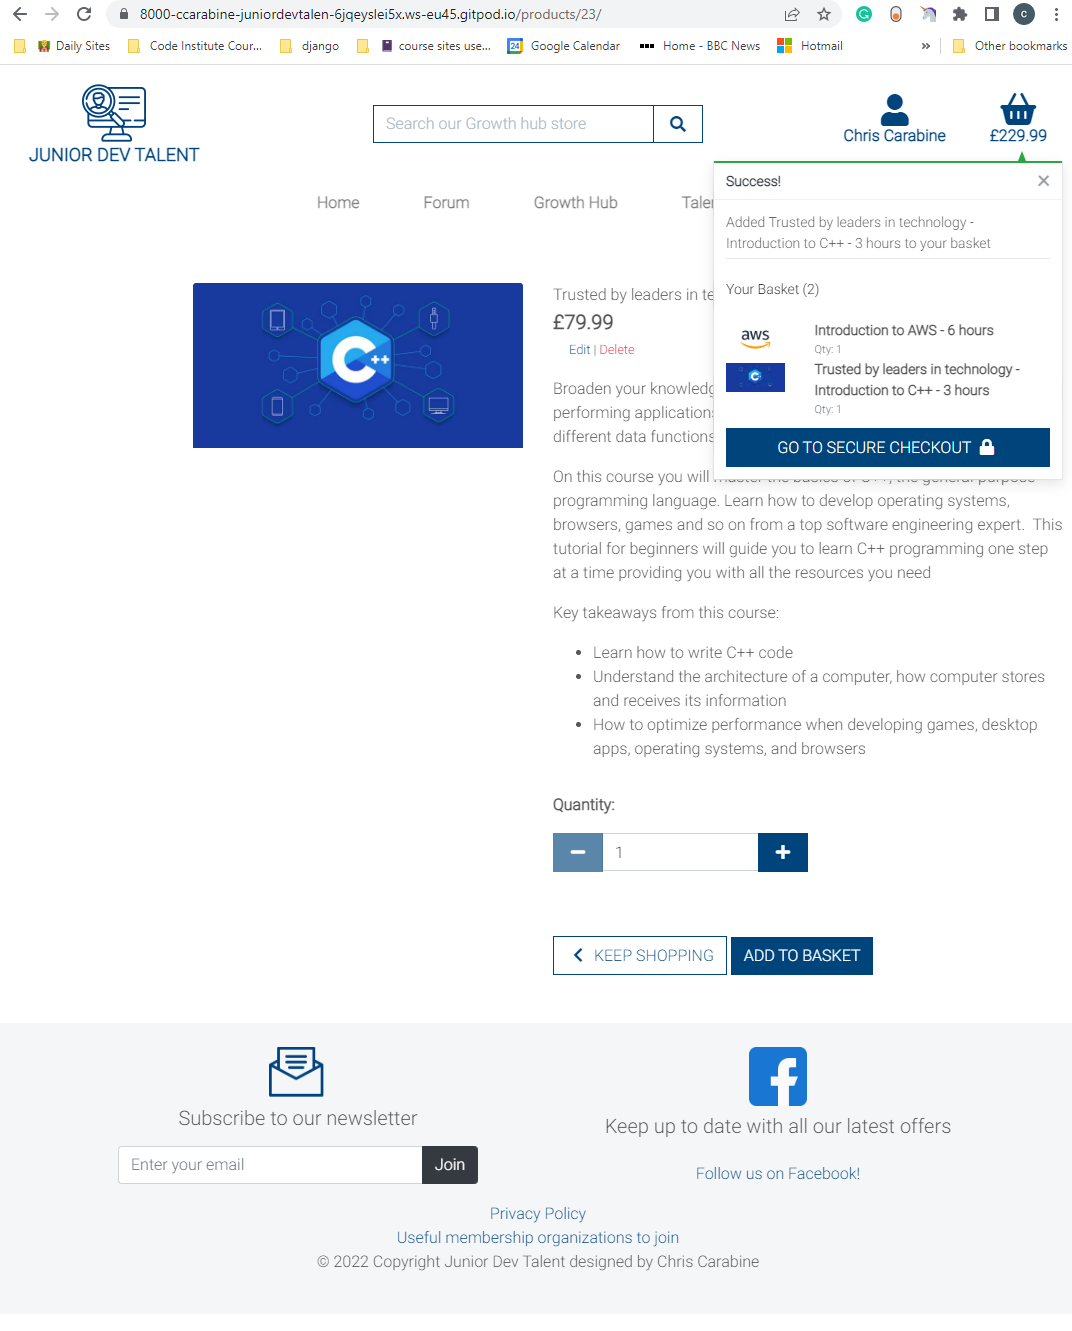 8000-ccarabine-juniordevtalen-6jqeyslei5x.ws-eu45.gitpod.io/products/23/
c
Daily Sites
Code Institute Cour...
django
course sites use...
24
Google Calendar
Home - BBC News
Hotmail
»
Other bookmarks
JUNIOR DEV TALENT
Search our Growth hub store
Chris Carabine
£229.99
Home
Forum
Growth Hub
Tale
Success!
Added Trusted by leaders in technology -
Introduction to C++ - 3 hours to your basket
Your Basket (2)
aws
Introduction to AWS - 6 hours
Qty: 1
Trusted by leaders in technology -
Introduction to C++ - 3 hours
Qty: 1
GO TO SECURE CHECKOUT
C++
Trusted by leaders in te
£79.99
Edit | Delete
Broaden your knowledg
performing applications
different data functions
On this course you will master the basics of C++, the general purpose
programming language. Learn how to develop operating systems,
browsers, games and so on from a top software engineering expert. This
tutorial for beginners will guide you to learn C++ programming one step
at a time providing you with all the resources you need
Key takeaways from this course:
• Learn how to write C++ code
• Understand the architecture of a computer, how computer stores
and receives its information
• How to optimize performance when developing games, desktop
apps, operating systems, and browsers
Quantity:
1
KEEP SHOPPING
ADD TO BASKET
Subscribe to our newsletter
Enter your email
Join
Keep up to date with all our latest offers
Follow us on Facebook!
Privacy Policy
Useful membership organizations to join
© 2022 Copyright Junior Dev Talent designed by Chris Carabine